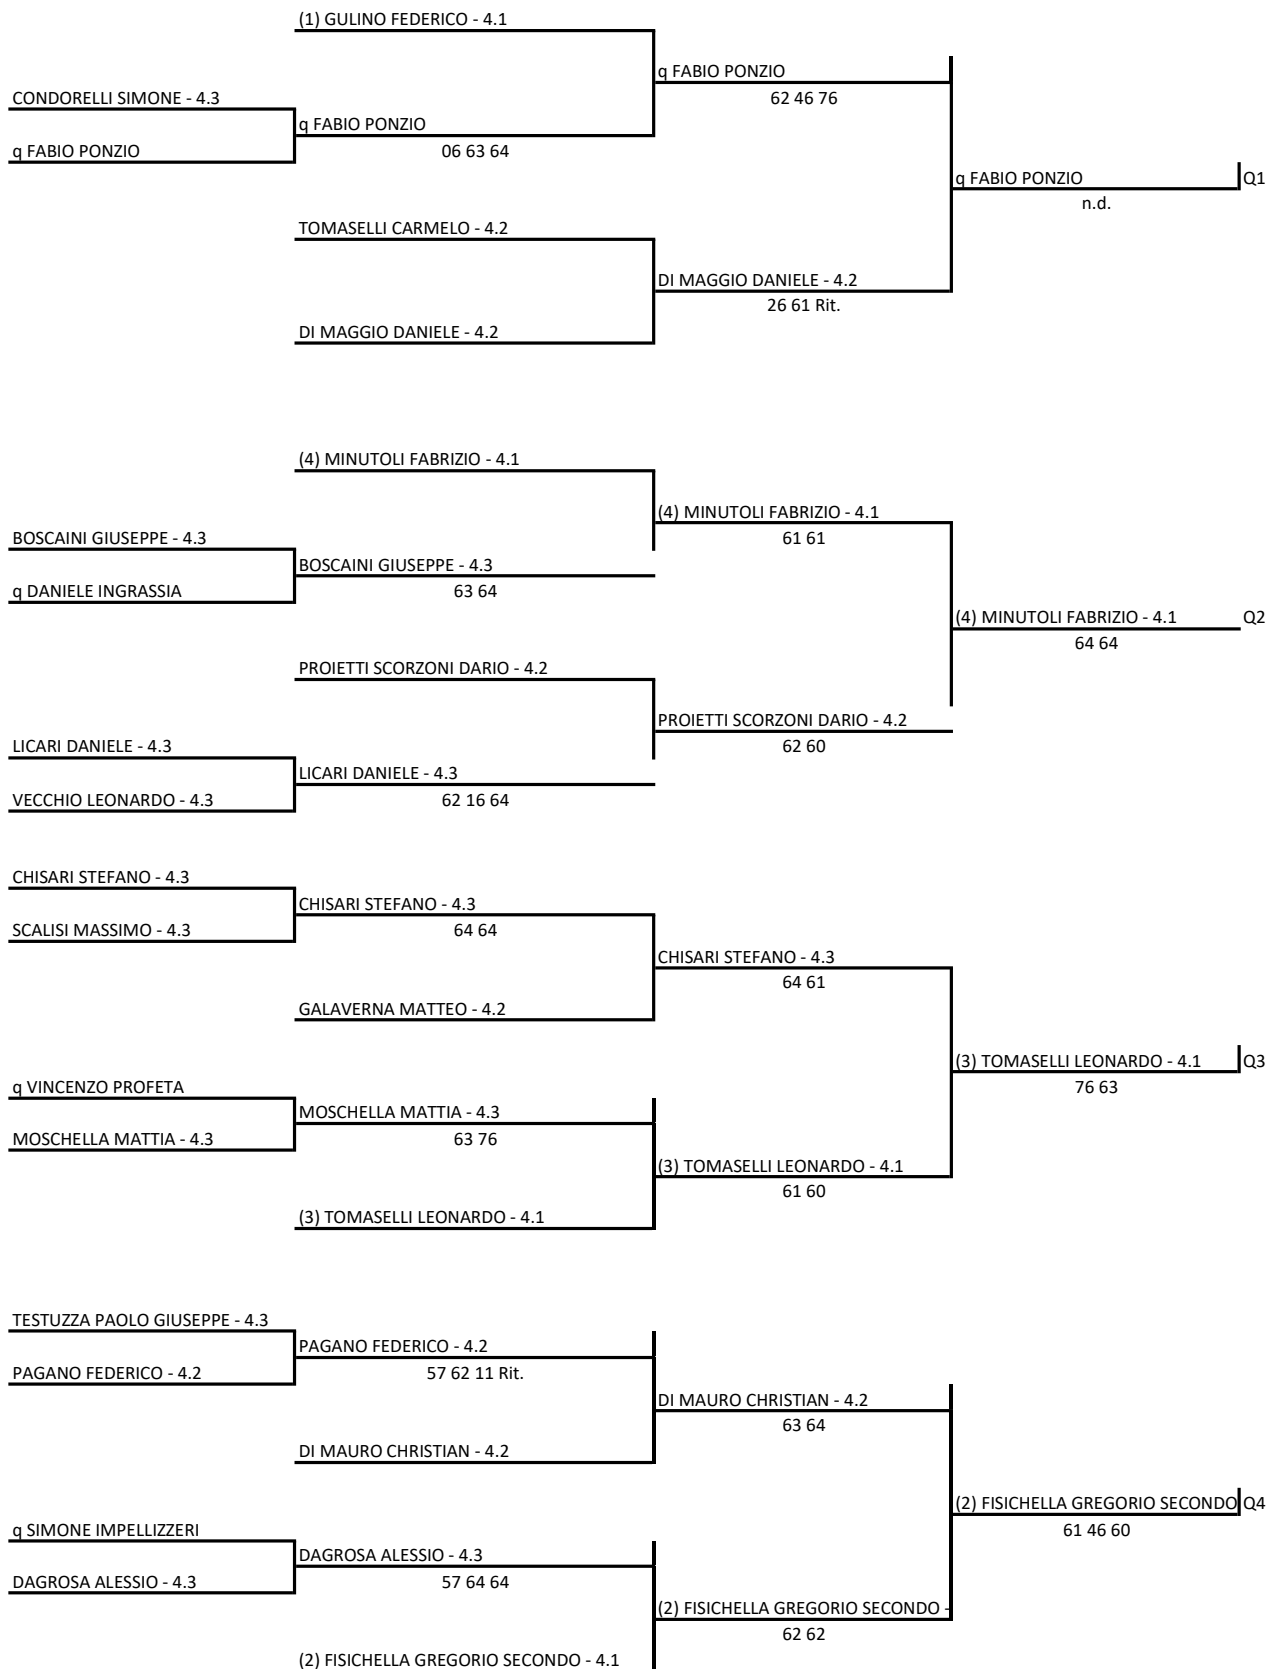 (1) GULINO FEDERICO - 4.1
q FABIO PONZIO
62 46 76
CONDORELLI SIMONE - 4.3
q FABIO PONZIO
06 63 64
q FABIO PONZIO
q FABIO PONZIO
Q1
n.d.
TOMASELLI CARMELO - 4.2
DI MAGGIO DANIELE - 4.2
26 61 Rit.
DI MAGGIO DANIELE - 4.2
(4) MINUTOLI FABRIZIO - 4.1
(4) MINUTOLI FABRIZIO - 4.1
61 61
BOSCAINI GIUSEPPE - 4.3
BOSCAINI GIUSEPPE - 4.3
63 64
q DANIELE INGRASSIA
(4) MINUTOLI FABRIZIO - 4.1
Q2
64 64
PROIETTI SCORZONI DARIO - 4.2
PROIETTI SCORZONI DARIO - 4.2
62 60
LICARI DANIELE - 4.3
LICARI DANIELE - 4.3
62 16 64
VECCHIO LEONARDO - 4.3
CHISARI STEFANO - 4.3
CHISARI STEFANO - 4.3
64 64
SCALISI MASSIMO - 4.3
CHISARI STEFANO - 4.3
64 61
GALAVERNA MATTEO - 4.2
(3) TOMASELLI LEONARDO - 4.1
Q3
76 63
q VINCENZO PROFETA
MOSCHELLA MATTIA - 4.3
63 76
MOSCHELLA MATTIA - 4.3
(3) TOMASELLI LEONARDO - 4.1
61 60
(3) TOMASELLI LEONARDO - 4.1
TESTUZZA PAOLO GIUSEPPE - 4.3
PAGANO FEDERICO - 4.2
57 62 11 Rit.
PAGANO FEDERICO - 4.2
DI MAURO CHRISTIAN - 4.2
63 64
DI MAURO CHRISTIAN - 4.2
(2) FISICHELLA GREGORIO SECONDO
Q4
61 46 60
q SIMONE IMPELLIZZERI
DAGROSA ALESSIO - 4.3
57 64 64
DAGROSA ALESSIO - 4.3
(2) FISICHELLA GREGORIO SECONDO -
62 62
(2) FISICHELLA GREGORIO SECONDO - 4.1